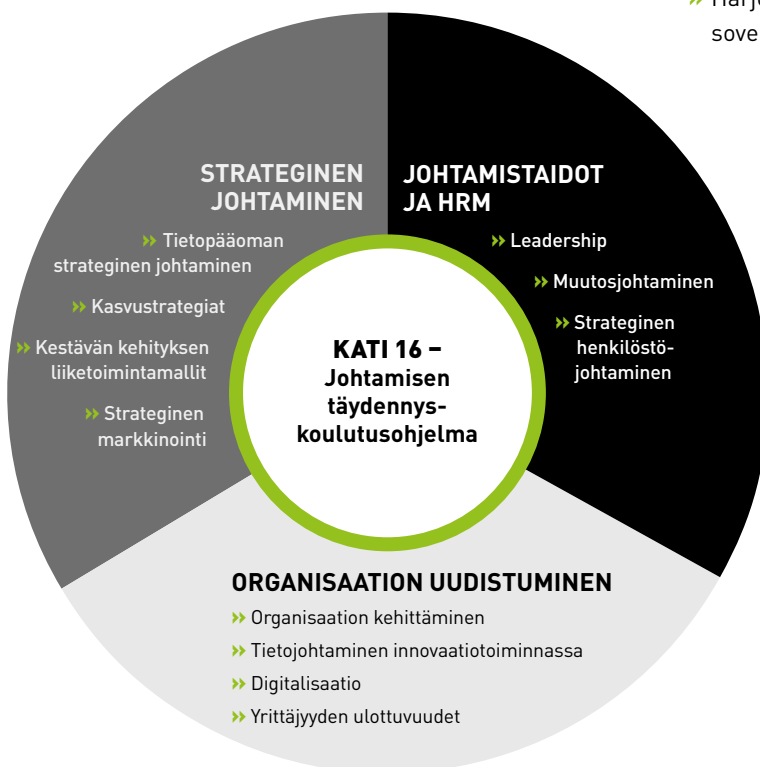 STRATEGINEN
JOHTAMINEN
» Tietopääoman
strateginen johtaminen
» Kasvustrategiat
» Kestävän kehityksen
liiketoimintamallit
» Strateginen
markkinointi
JOHTAMISTAIDOT
JA HRM
» Leadership
» Muutosjohtaminen
» Strateginen
henkilöstö-
johtaminen
KATI 16 –
Johtamisen
täydennys-
koulutusohjelma
ORGANISAATION UUDISTUMINEN
» Organisaation kehittäminen
» Tietojohtaminen innovaatiotoiminnassa
» Digitalisaatio
» Yrittäjyyden ulottuvuudet